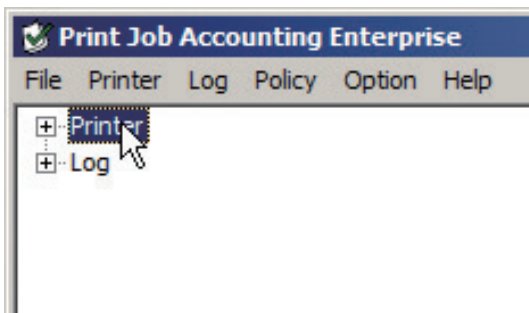 Print Job Accounting Enterprise
File Printer Log Policy Option Help
Printer
Log